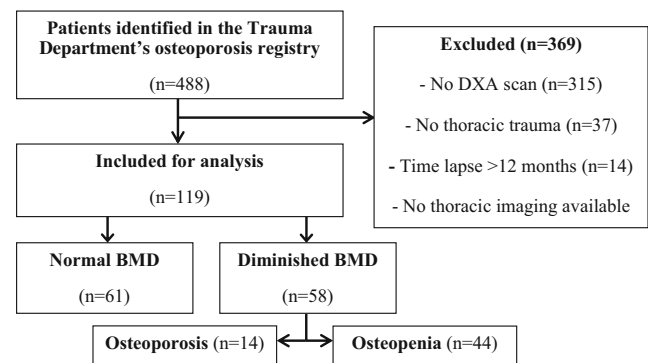 Patients identified in the Trauma
Department's osteoporosis registry
(n=488)
Excluded (n=369)
- No DXA scan (n=315)
- No thoracic trauma (n=37)
- Time lapse >12 months (n=14)
- No thoracic imaging available
Included for analysis
(n=119)
Normal BMD
(n=61)
Diminished BMD
(n=58)
Osteoporosis (n=14)
Osteopenia (n=44)